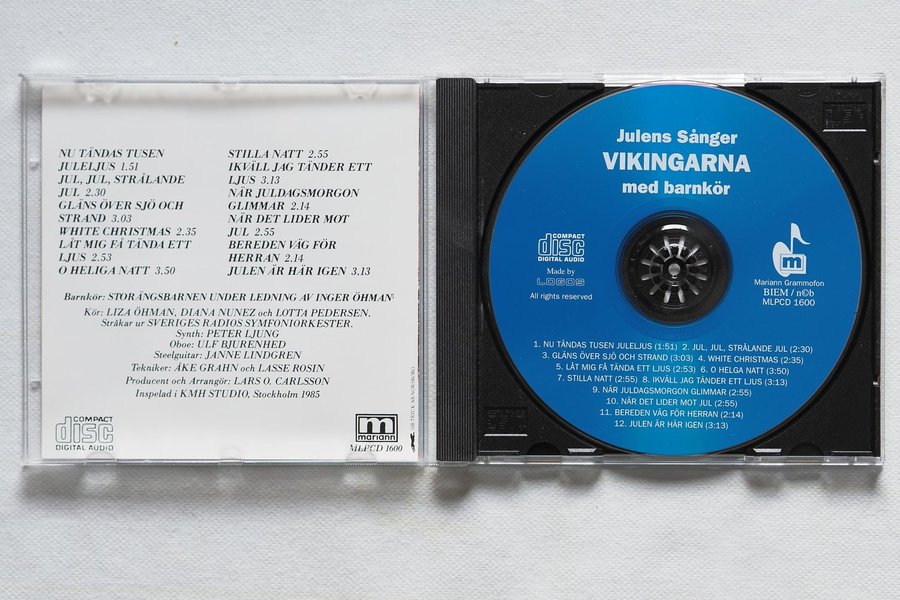 NU TÄNDAS TUSEN
JULELJUS 1.51
JUL, JUL, STRÅLANDE
JUL 2.30
GLÄNS ÖVER SJÖ OCH
STRAND 3.03
WHITE CHRISTMAS 2.35
LÅT MIG FÅ TÄNDA ETT
LJUS 2.53
O HELIGA NATT 3.50
STILLA NATT 2.55
IKVÄLL JAG TÄNDER ETT
LJUS 3.13
NÄR JULDAGSMORGON
GLIMMAR 2.14
NÄR DET LIDER MOT
JUL 2.55
BEREDEN VÄG FÖR
HERRAN 2.14
JULEN ÄR HÄR IGEN 3.13
Barnkör: STORÄNGSBARNEN UNDER LEDNING AV INGER ÖHMAN
Kör: LIZA ÖHMAN, DIANA NUNEZ och LOTTA PEDERSEN.
Stråkar ur SVERIGES RADIOS SYMFONIORKESTER.
Synth: PETER LJUNG
Oboe: ULF BJURENHED
Steelguitar: JANNE LINDGREN
Tekniker: ÅKE GRAHN och LASSE ROSIN
Producent och Arrangör: LARS O. CARLSSON
Inspelad i KMH STUDIO, Stockholm 1985
COMPACT
disc
DIGITAL AUDIO
m
mariann
MLPCD 1600
Julens Sånger
VIKINGARNA
med barnkör
COMPACT
disc
DIGITAL AUDIO
Made by
LOGOS
All rights reserved
m
Mariann Grammofon
BIEM / n©b
MLPCD 1600
1. NU TÄNDAS TUSEN JULELJUS (1:51) 2. JUL, JUL, STRÅLANDE JUL (2:30)
3. GLÄNS ÖVER SJÖ OCH STRAND (3:03) 4. WHITE CHRISTMAS (2:35)
5. LÅT MIG FÅ TÄNDA ETT LJUS (2:53) 6. O HELGA NATT (3:50)
7. STILLA NATT (2:55) 8. IKVÄLL JAG TÄNDER ETT LJUS (3:13)
9. NÄR JULDAGSMORGON GLIMMAR (2:55)
10. NÄR DET LIDER MOT JUL (2:55)
11. BEREDEN VÄG FÖR HERRAN (2:14)
12. JULEN ÄR HÄR IGEN (3:13)